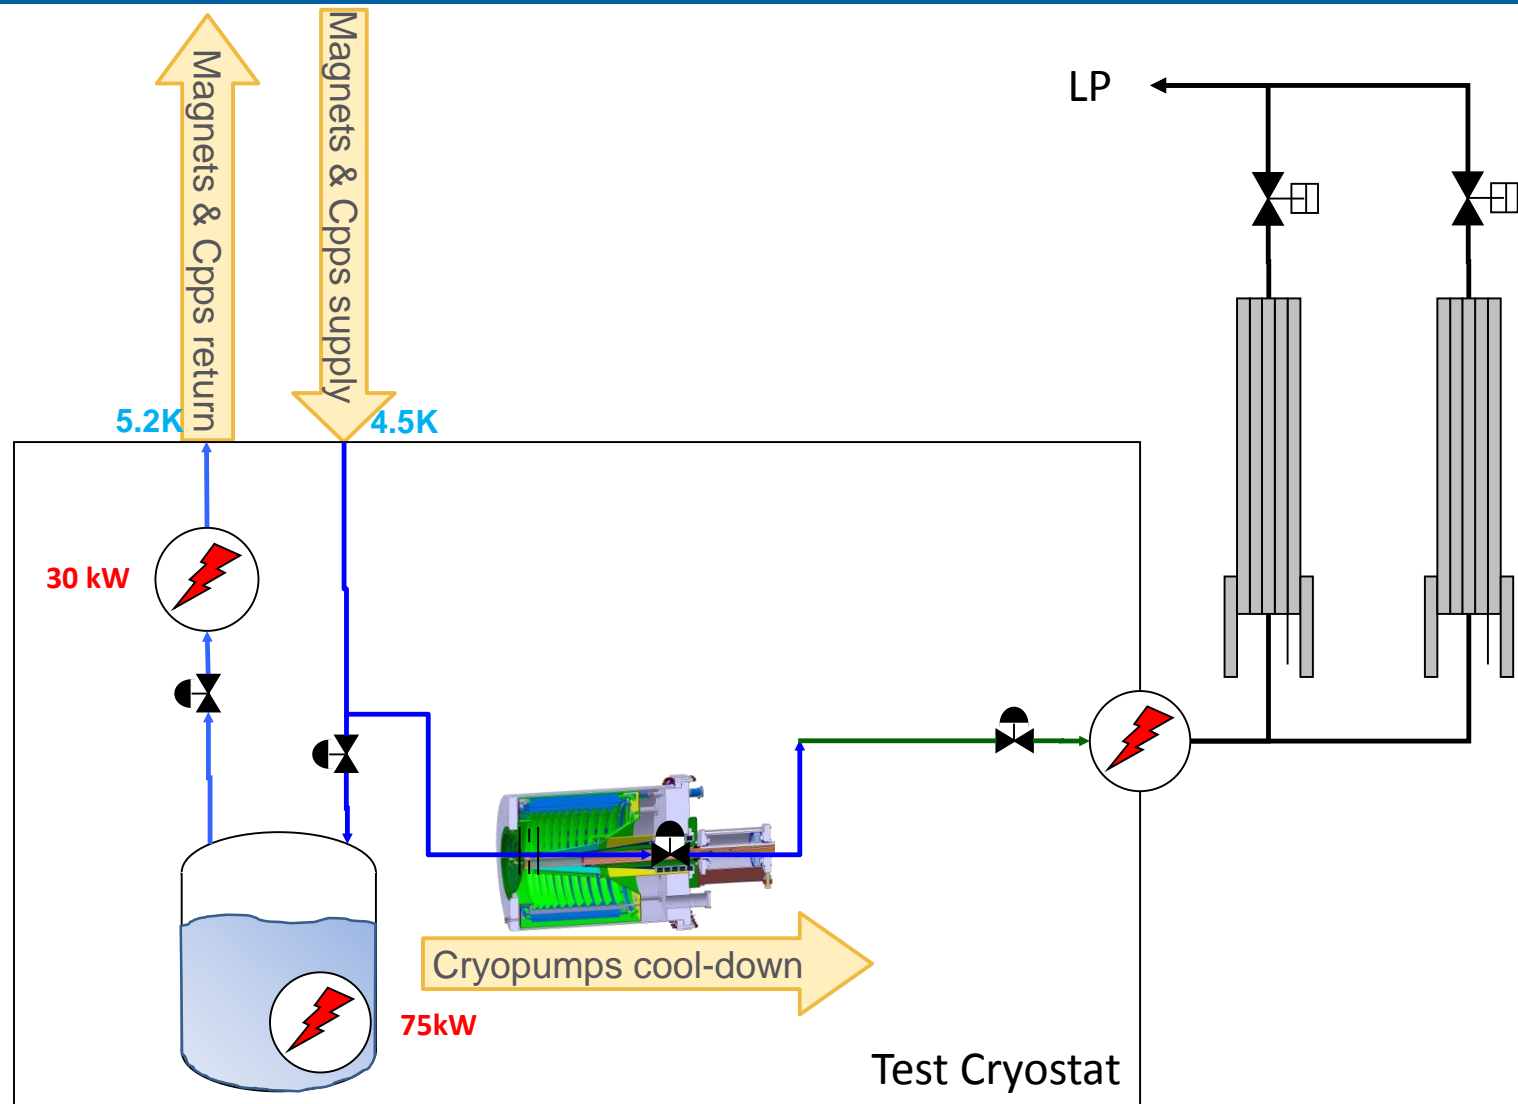 Magnets & Cpps return
Magnets & Cpps supply
LP
5.2K
4.5K
30 kW
Cryopumps cool-down
75kW
Test Cryostat